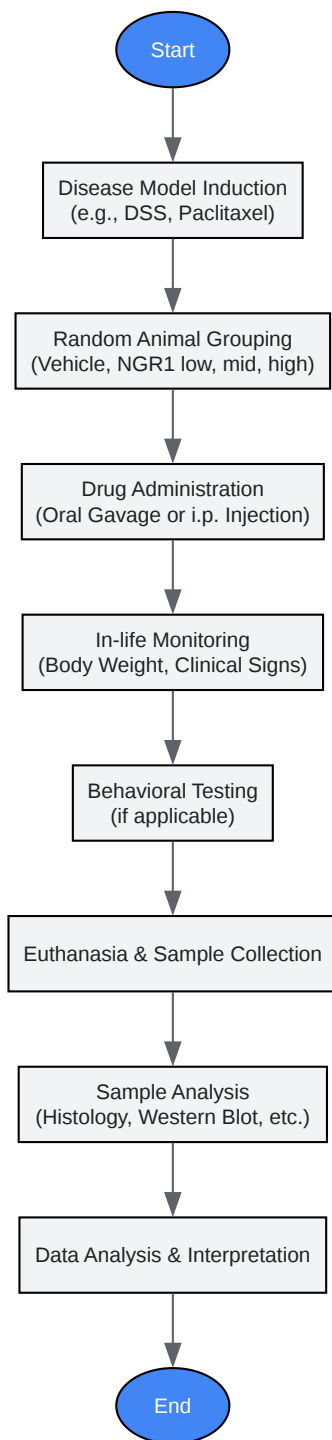 Start
Disease Model Induction
(e.g., DSS, Paclitaxel)
Random Animal Grouping
(Vehicle, NGR1 low, mid, high)
Drug Administration
(Oral Gavage or i.p. Injection)
In-life Monitoring
(Body Weight, Clinical Signs)
Behavioral Testing
(if applicable)
Euthanasia & Sample Collection
Sample Analysis
(Histology, Western Blot, etc.)
Data Analysis & Interpretation
End